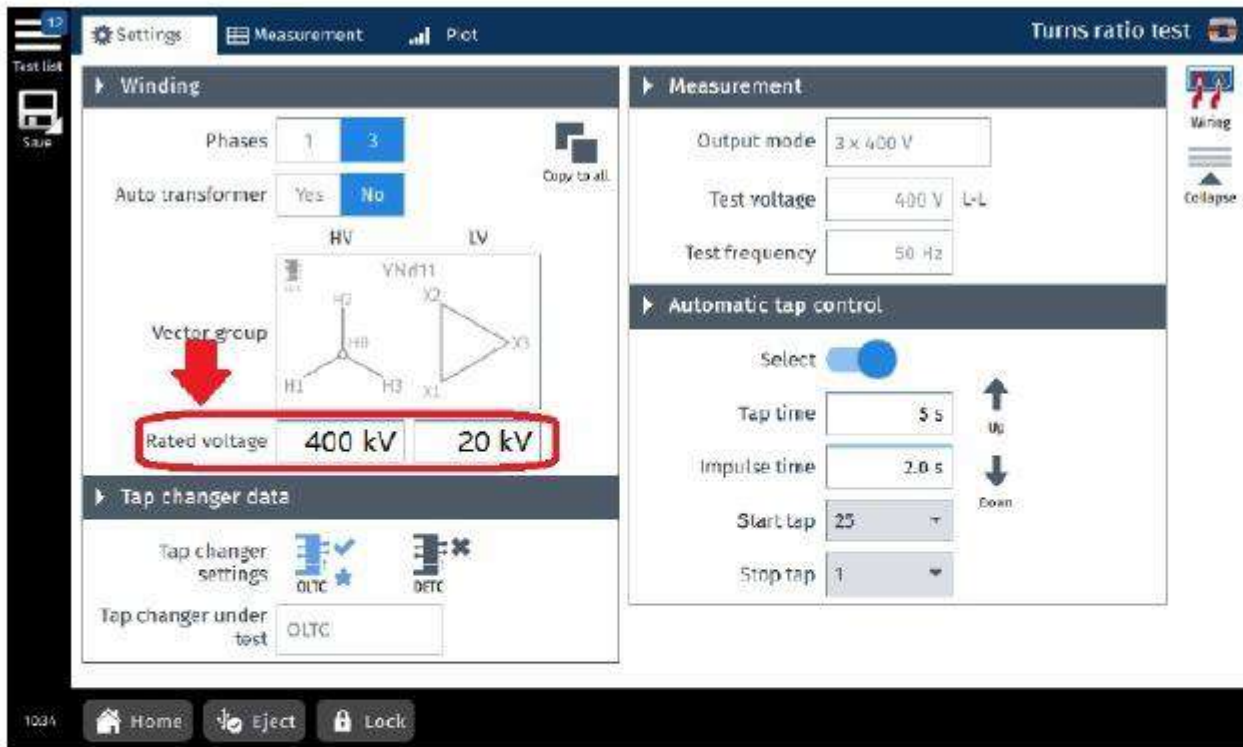 12
Test list
Save
Settings
Measurement
Plot
Turns ratio test
Winding
Phases 1 3
Copy to all
Auto transformer Yes No
HV LV
YNd11
Vector group
H2
H0
H1
H3
X2
X3
X1
Rated voltage 400 kV 20 kV
Tap changer data
Tap changer settings
OLTC
DETC
Tap changer under test
OLTC
Measurement
Output mode 3 x 400 V
Test voltage 400 V L-L
Test frequency 50 Hz
Automatic tap control
Select
Tap time 5 s
Up
Impulse time 2.0 s
Down
Start tap 25
Stop tap 1
Wiring
Collapse
10:34
Home
Eject
Lock